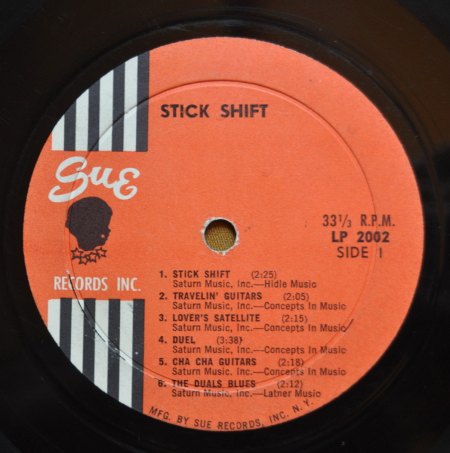 STICK SHIFT
Sue
RECORDS INC.
33 1/3 R.P.M.
LP 2002
SIDE 1
1. STICK SHIFT (2:25)
Saturn Music, Inc.—Hidle Music
2. TRAVELIN' GUITARS (2:05)
Saturn Music, Inc.—Concepts In Music
3. LOVER'S SATELLITE (2:15)
Saturn Music, Inc.—Concepts In Music
4. DUEL (3:38)
Saturn Music, Inc.—Concepts In Music
5. CHA CHA GUITARS (2:18)
Saturn Music, Inc.—Concepts In Music
6. THE DUALS BLUES (2:12)
Saturn Music, Inc.—Latner Music
MFG. BY SUE RECORDS, INC. N.Y.